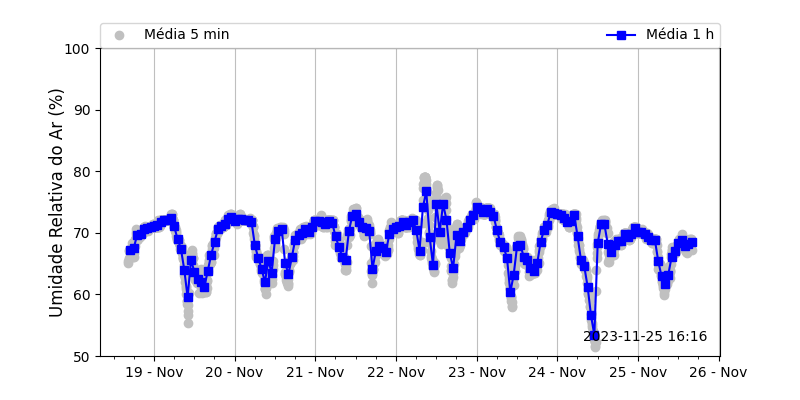 Média 5 min
Média 1 h
100
90
80
70
60
50
Umidade Relativa do Ar (%)
2023-11-25 16:16
19 - Nov
20 - Nov
21 - Nov
22 - Nov
23 - Nov
24 - Nov
25 - Nov
26 - Nov